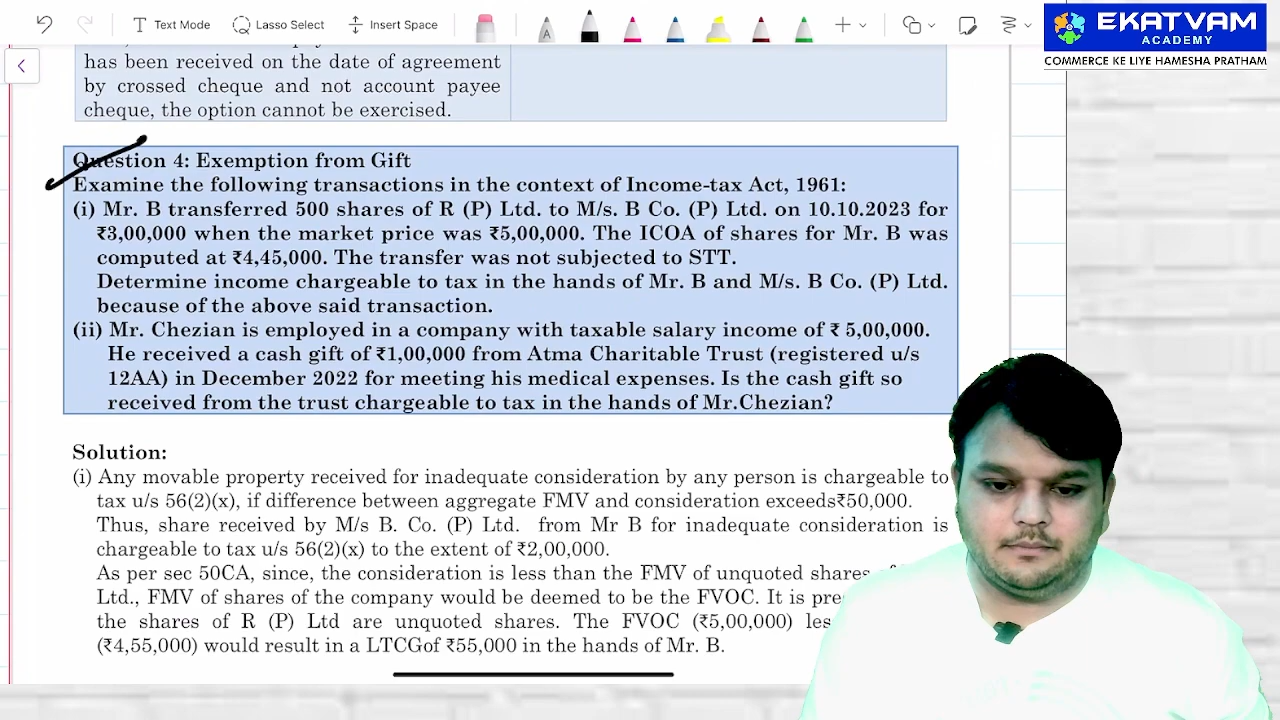 Text Mode
Lasso Select
Insert Space
A
EKATVAM
ACADEMY
COMMERCE KE LIYE HAMESHA PRATHAM
has been received on the date of agreement
by crossed cheque and not account payee
cheque, the option cannot be exercised.
Question 4: Exemption from Gift
Examine the following transactions in the context of Income-tax Act, 1961:
(i) Mr. B transferred 500 shares of R (P) Ltd. to M/s. B Co. (P) Ltd. on 10.10.2023 for
₹3,00,000 when the market price was ₹5,00,000. The ICOA of shares for Mr. B was
computed at ₹4,45,000. The transfer was not subjected to STT.
Determine income chargeable to tax in the hands of Mr. B and M/s. B Co. (P) Ltd.
because of the above said transaction.
(ii) Mr. Chezian is employed in a company with taxable salary income of ₹ 5,00,000.
He received a cash gift of ₹1,00,000 from Atma Charitable Trust (registered u/s
12AA) in December 2022 for meeting his medical expenses. Is the cash gift so
received from the trust chargeable to tax in the hands of Mr.Chezian?
Solution:
(i) Any movable property received for inadequate consideration by any person is chargeable to
tax u/s 56(2)(x), if difference between aggregate FMV and consideration exceeds₹50,000.
Thus, share received by M/s B. Co. (P) Ltd. from Mr B for inadequate consideration is
chargeable to tax u/s 56(2)(x) to the extent of ₹2,00,000.
As per sec 50CA, since, the consideration is less than the FMV of unquoted shares
Ltd., FMV of shares of the company would be deemed to be the FVOC. It is
the shares of R (P) Ltd are unquoted shares. The FVOC (₹5,00,000)
(₹4,55,000) would result in a LTCGof ₹55,000 in the hands of Mr. B.